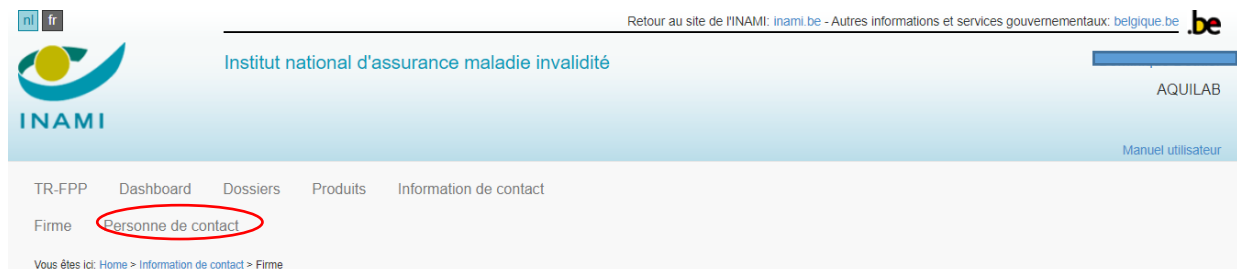 nl fr
Retour au site de l'INAMI: inami.be - Autres informations et services gouvernementaux: belgique.be .be
Institut national d'assurance maladie invalidité
AQUILAB
INAMI
Manuel utilisateur
TR-FPP Dashboard Dossiers Produits Information de contact
Firme Personne de contact
Vous êtes ici: Home > Information de contact > Firme